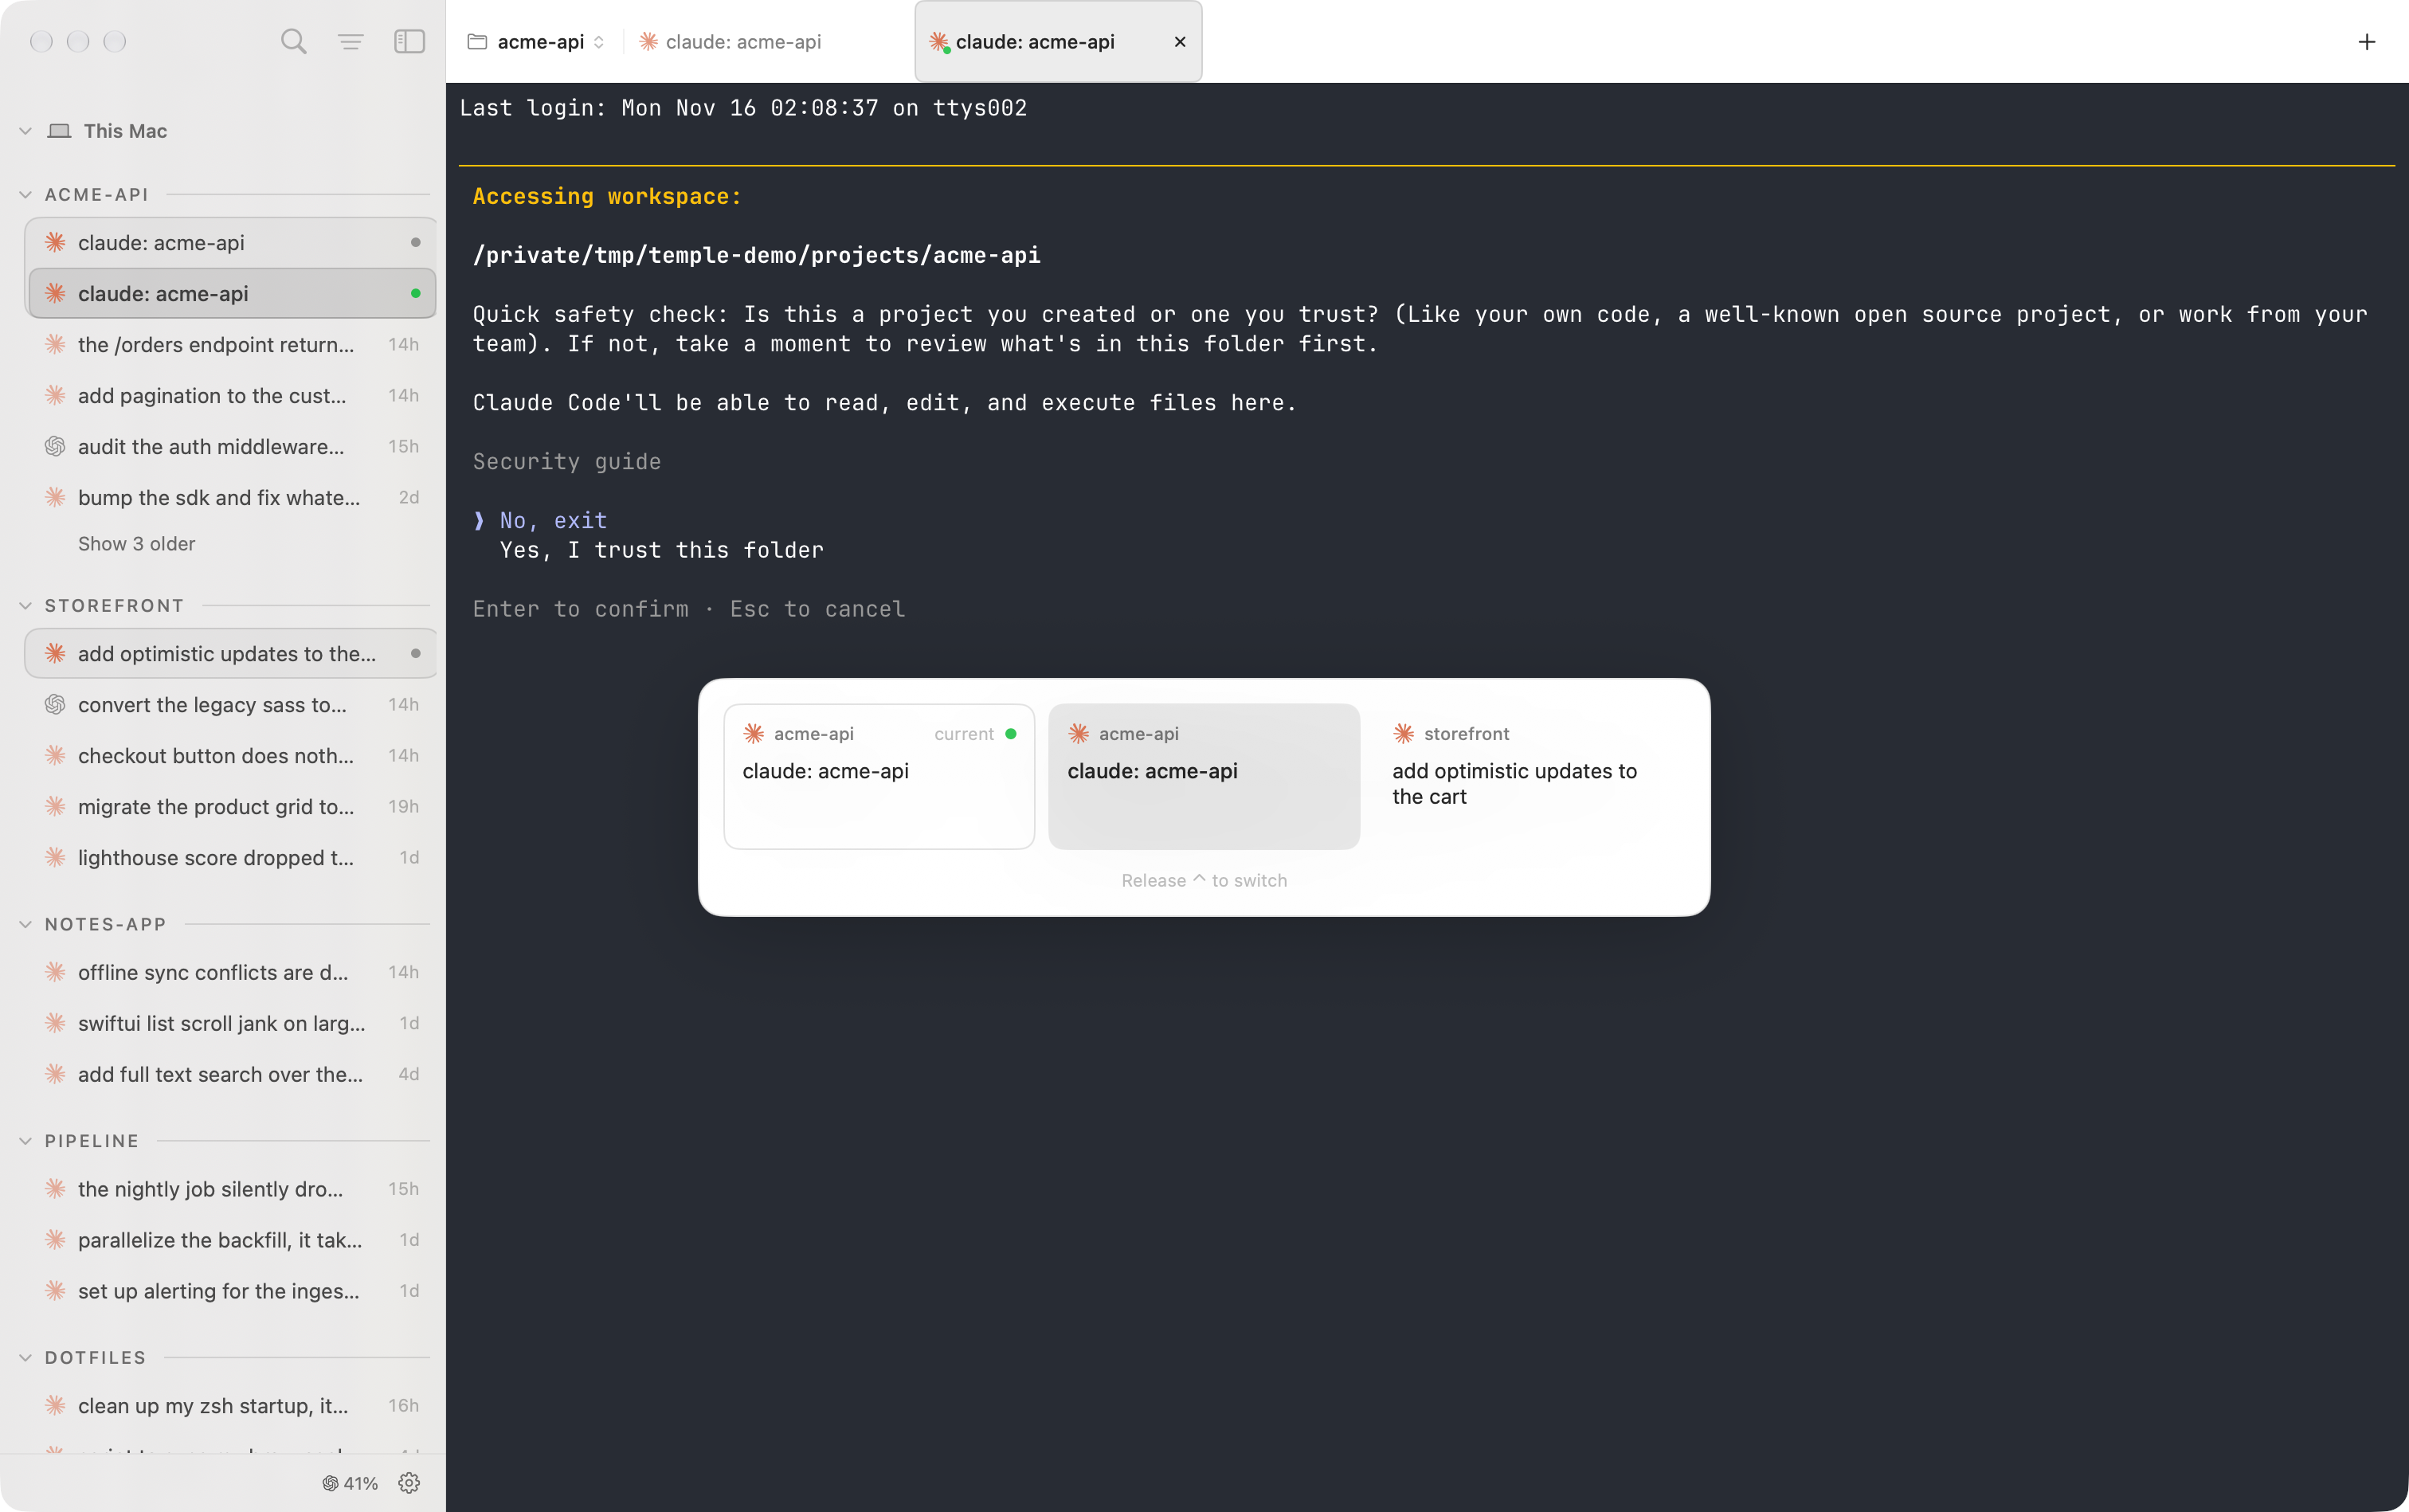 This Mac
ACME-API
claude: acme-api
claude: acme-api
the /orders endpoint return... 14h
add pagination to the cust... 14h
audit the auth middleware... 15h
bump the sdk and fix whate... 2d
Show 3 older
STOREFRONT
add optimistic updates to the...
convert the legacy sass to... 14h
checkout button does noth... 14h
migrate the product grid to... 19h
lighthouse score dropped t... 1d
NOTES-APP
offline sync conflicts are d... 14h
swiftui list scroll jank on larg... 1d
add full text search over the... 4d
PIPELINE
the nightly job silently dro... 15h
parallelize the backfill, it tak... 1d
set up alerting for the inges... 1d
DOTFILES
clean up my zsh startup, it... 16h
41%
acme-api claude: acme-api claude: acme-api
Last login: Mon Nov 16 02:08:37 on ttys002
Accessing workspace:
/private/tmp/temple-demo/projects/acme-api
Quick safety check: Is this a project you created or one you trust? (Like your own code, a well-known open source project, or work from your
team). If not, take a moment to review what's in this folder first.
Claude Code'll be able to read, edit, and execute files here.
Security guide
❯ No, exit
Yes, I trust this folder
Enter to confirm · Esc to cancel
acme-api current
claude: acme-api
acme-api
claude: acme-api
storefront
add optimistic updates to
the cart
Release ^ to switch